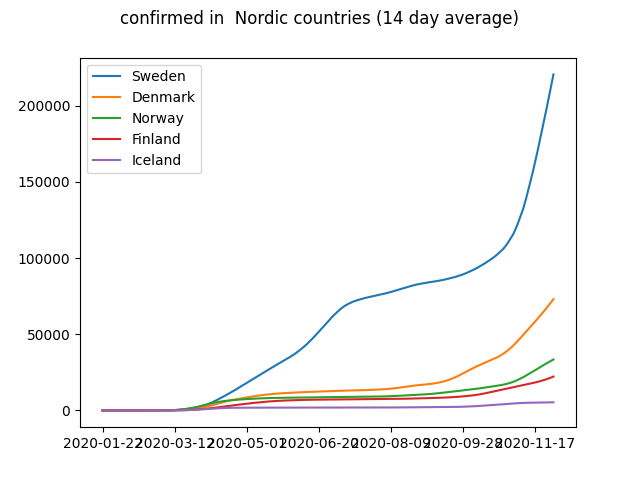 confirmed in  Nordic countries (14 day average)
Sweden
Denmark
Norway
Finland
Iceland
200000
150000
100000
50000
0
2020-01-22 2020-03-12 2020-05-01 2020-06-20 2020-08-09 2020-09-28 2020-11-17